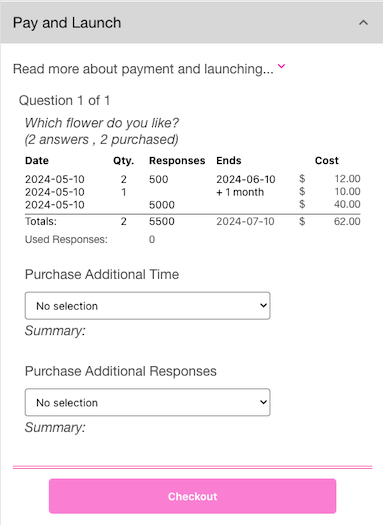 Pay and Launch
Read more about payment and launching...
Question 1 of 1
Which flower do you like?
(2 answers , 2 purchased)
Date Qty. Responses Ends Cost
2024-05-10 2 500 2024-06-10 $ 12.00
2024-05-10 1 + 1 month $ 10.00
2024-05-10 5000 $ 40.00
Totals: 2 5500 2024-07-10 $ 62.00
Used Responses: 0
Purchase Additional Time
No selection
Summary:
Purchase Additional Responses
No selection
Summary:
Checkout